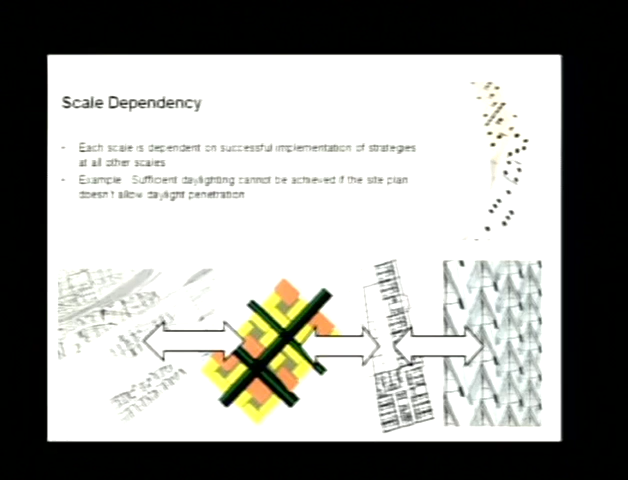 Scale Dependency
- Each scale is dependent on successful implementation of strategies
at all other scales
- Example: Sufficient daylighting cannot be achieved if the site plan
doesn't allow daylight penetration